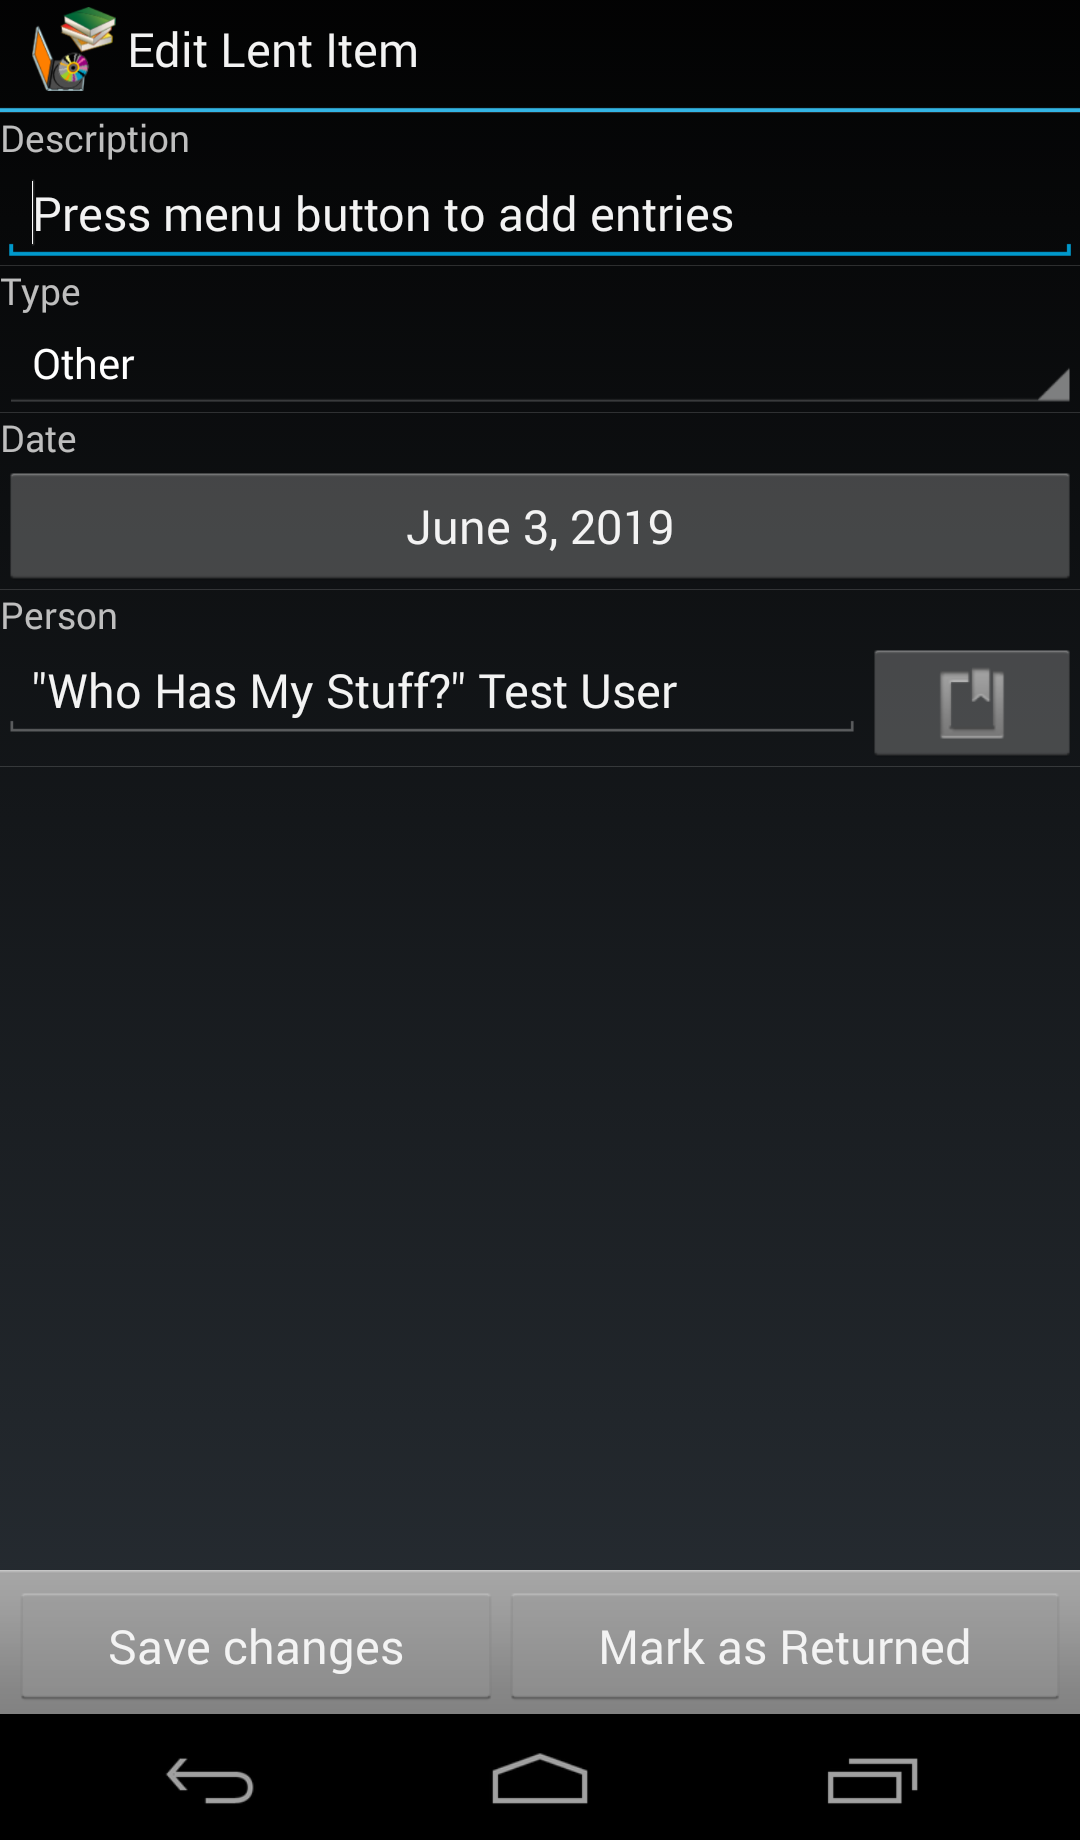 Edit Lent Item
Description
Press menu button to add entries
Type
Other
Date
June 3, 2019
Person
"Who Has My Stuff?" Test User
Save changes
Mark as Returned